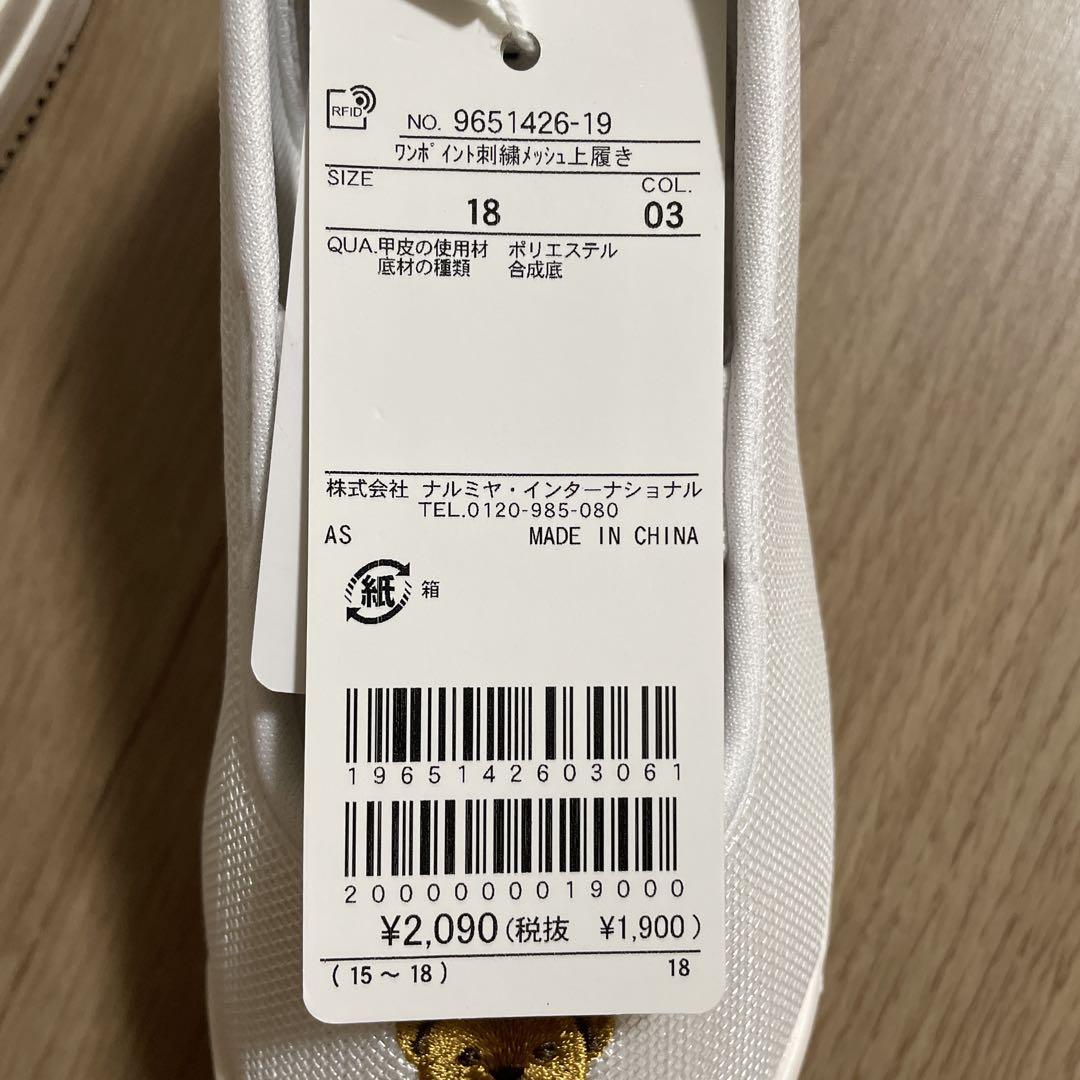 RFID
NO. 9651426-19
ﾜﾝﾎﾟｲﾝﾄ刺繍ﾒｯｼｭ上履き
SIZE COL.
18 03
QUA.甲皮の使用材 ポリエステル
底材の種類 合成底
株式会社 ナルミヤ・インターナショナル
TEL.0120-985-080
AS MADE IN CHINA
紙 箱
1965142603061
2000000019000
¥2,090(税抜 ¥1,900)
(15～18) 18